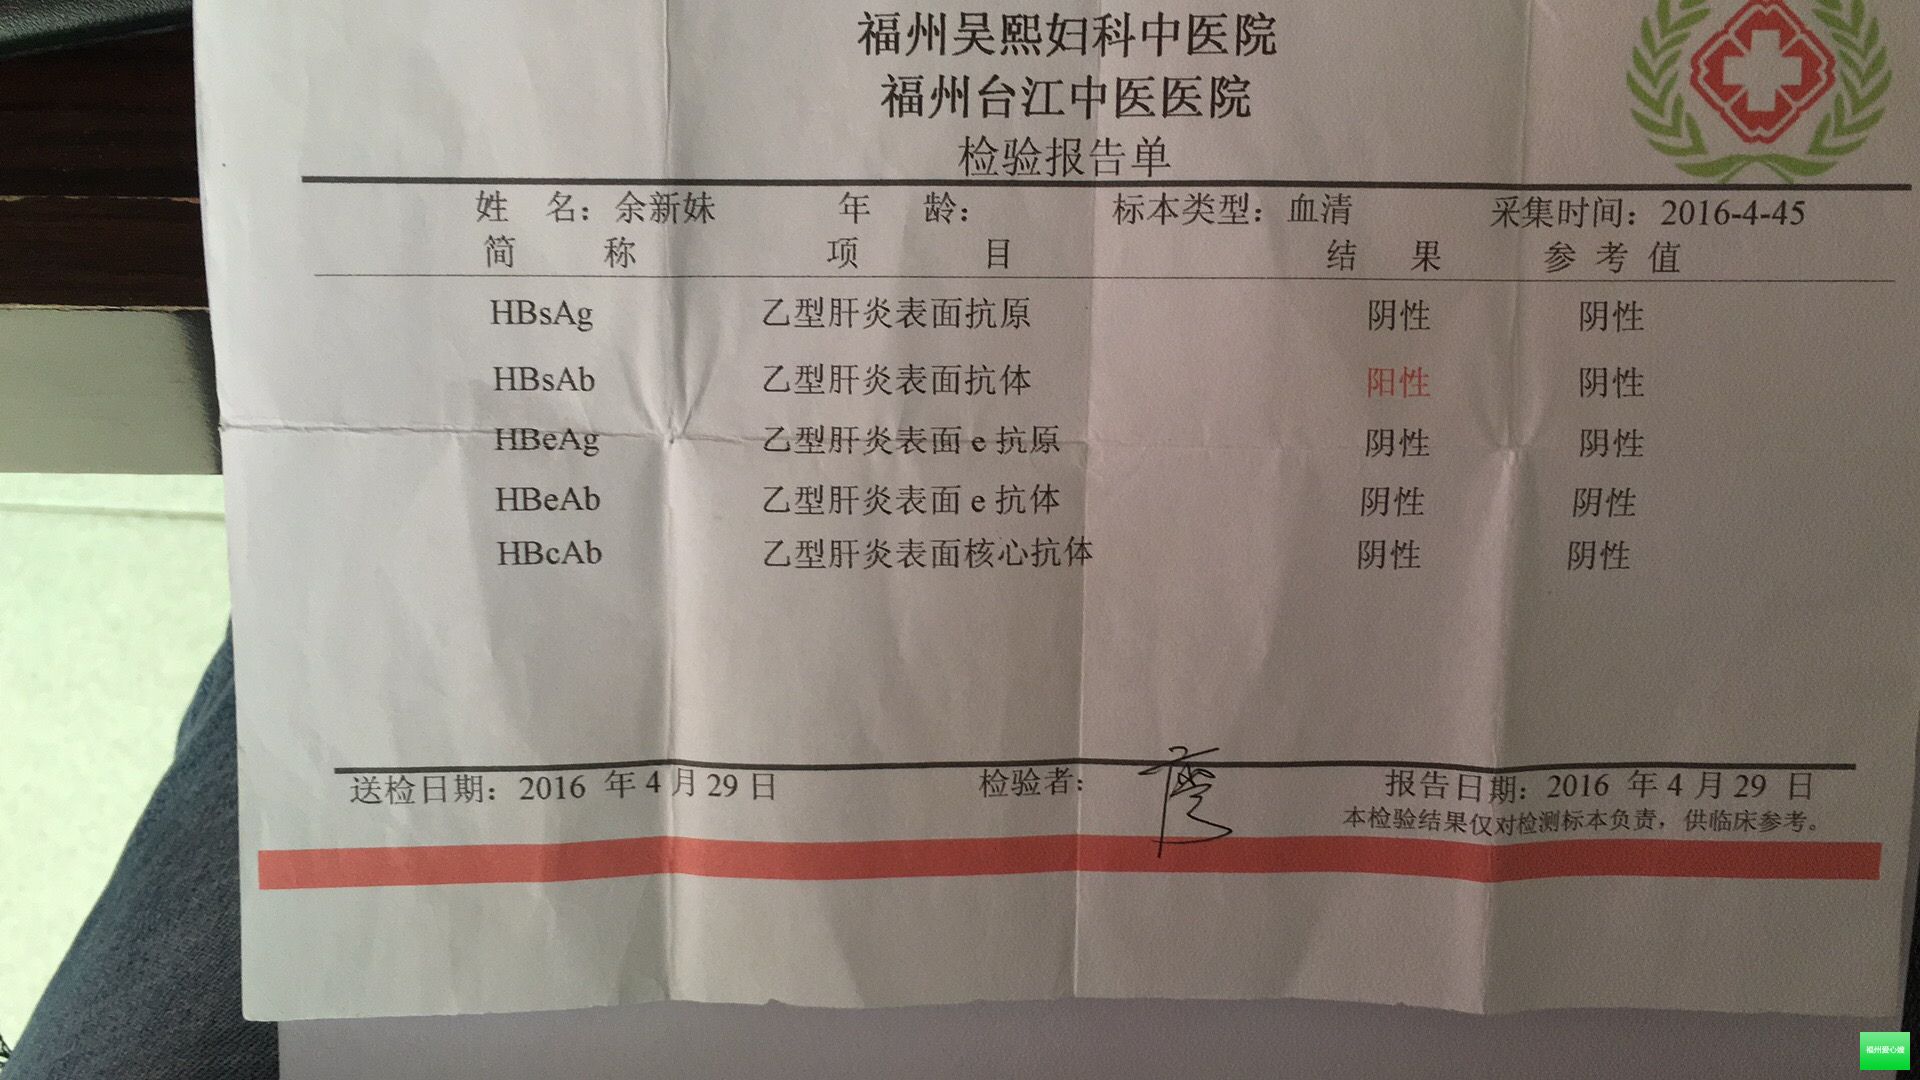 福州吴熙妇科中医院
福州台江中医医院
检验报告单
姓 名：余新妹 年 龄： 标本类型：血清 采集时间：2016-4-45
简 称 项 目 结 果 参 考 值
HBsAg 乙型肝炎表面抗原 阴性 阴性
HBsAb 乙型肝炎表面抗体 阳性 阴性
HBeAg 乙型肝炎表面 e 抗原 阴性 阴性
HBeAb 乙型肝炎表面 e 抗体 阴性 阴性
HBcAb 乙型肝炎表面核心抗体 阴性 阴性
送检日期：2016 年 4 月 29 日 检验者： 报告日期：2016 年 4 月 29 日
本检验结果仅对检测标本负责，供临床参考。